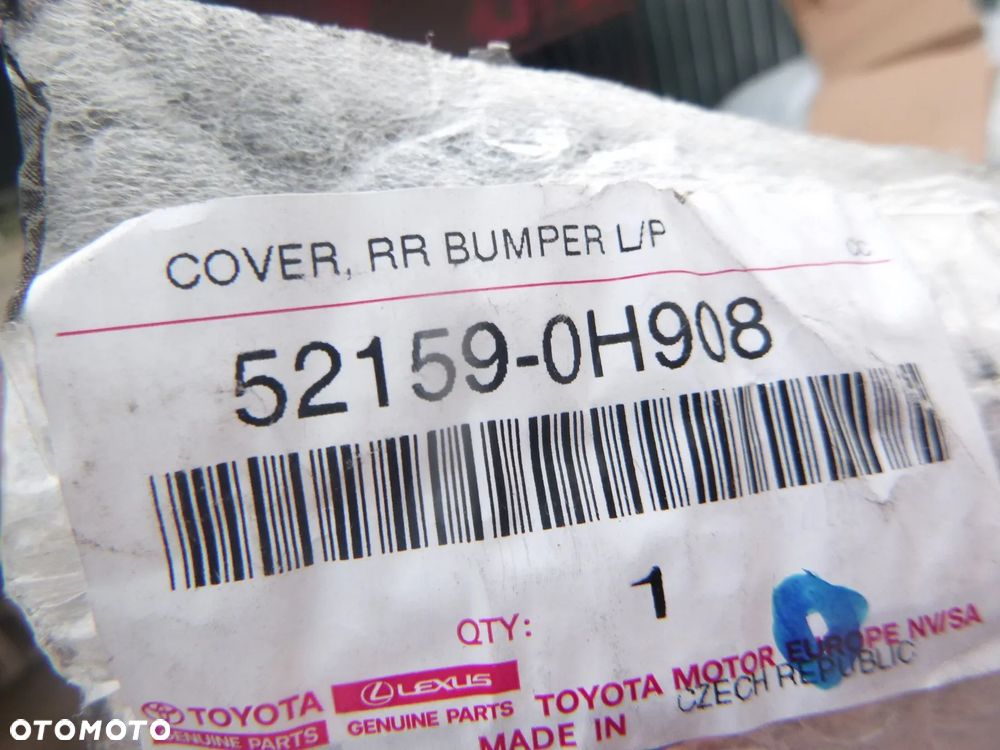 COVER, RR BUMPER L/P
52159-0H908
QTY: 1
TOYOTA
GENUINE PARTS
LEXUS
GENUINE PARTS
TOYOTA MOTOR EUROPE NV/SA
MADE IN CZECH REPUBLIC
OTOMOTO